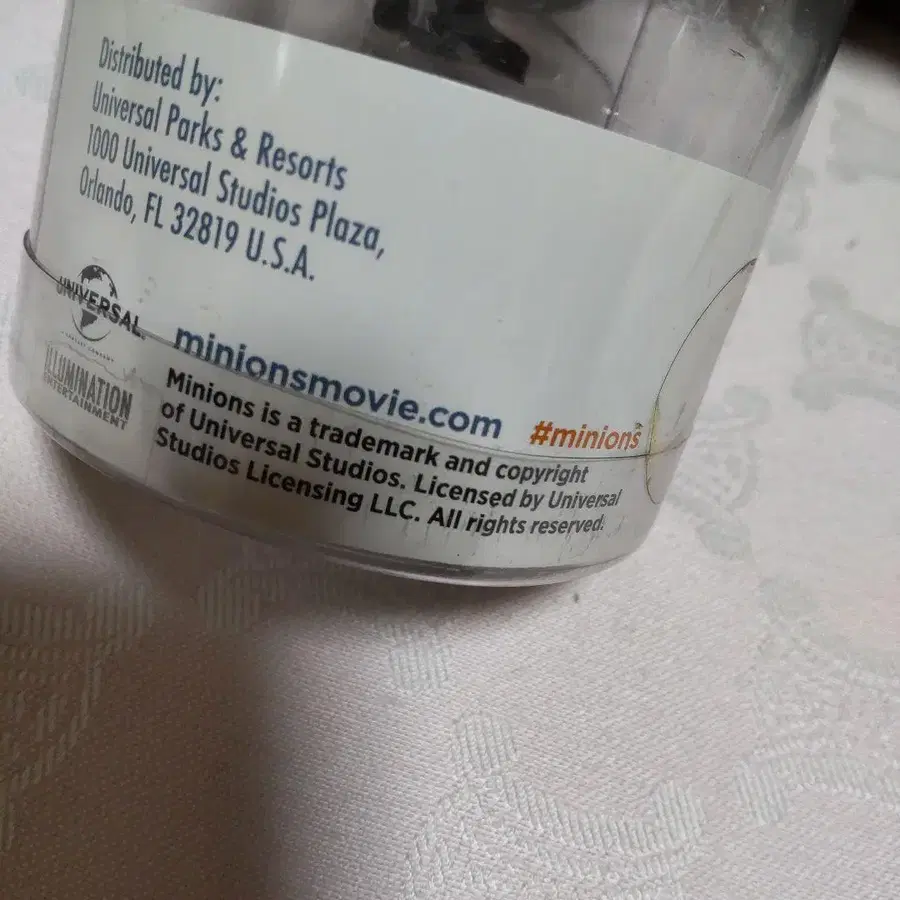 Distributed by:
Universal Parks & Resorts
1000 Universal Studios Plaza,
Orlando, FL 32819 U.S.A.
UNIVERSAL
ILLUMINATION
ENTERTAINMENT
minionsmovie.com #minions
Minions is a trademark and copyright
of Universal Studios. Licensed by Universal
Studios Licensing LLC. All rights reserved.